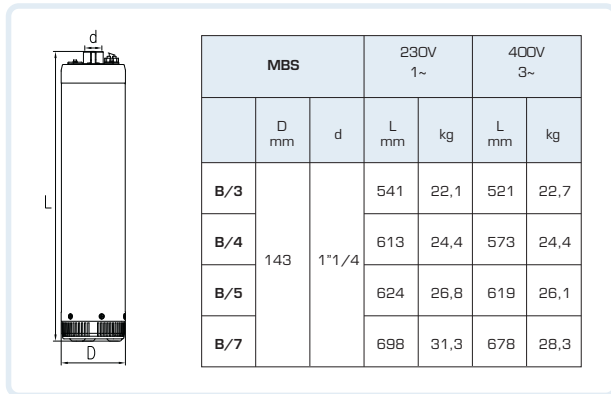 d
L
D
MBS 230V 400V
1~ 3~
D d L kg L kg
mm mm mm
B/3 541 22,1 521 22,7
B/4 613 24,4 573 24,4
143 1"1/4
B/5 624 26,8 619 26,1
B/7 698 31,3 678 28,3